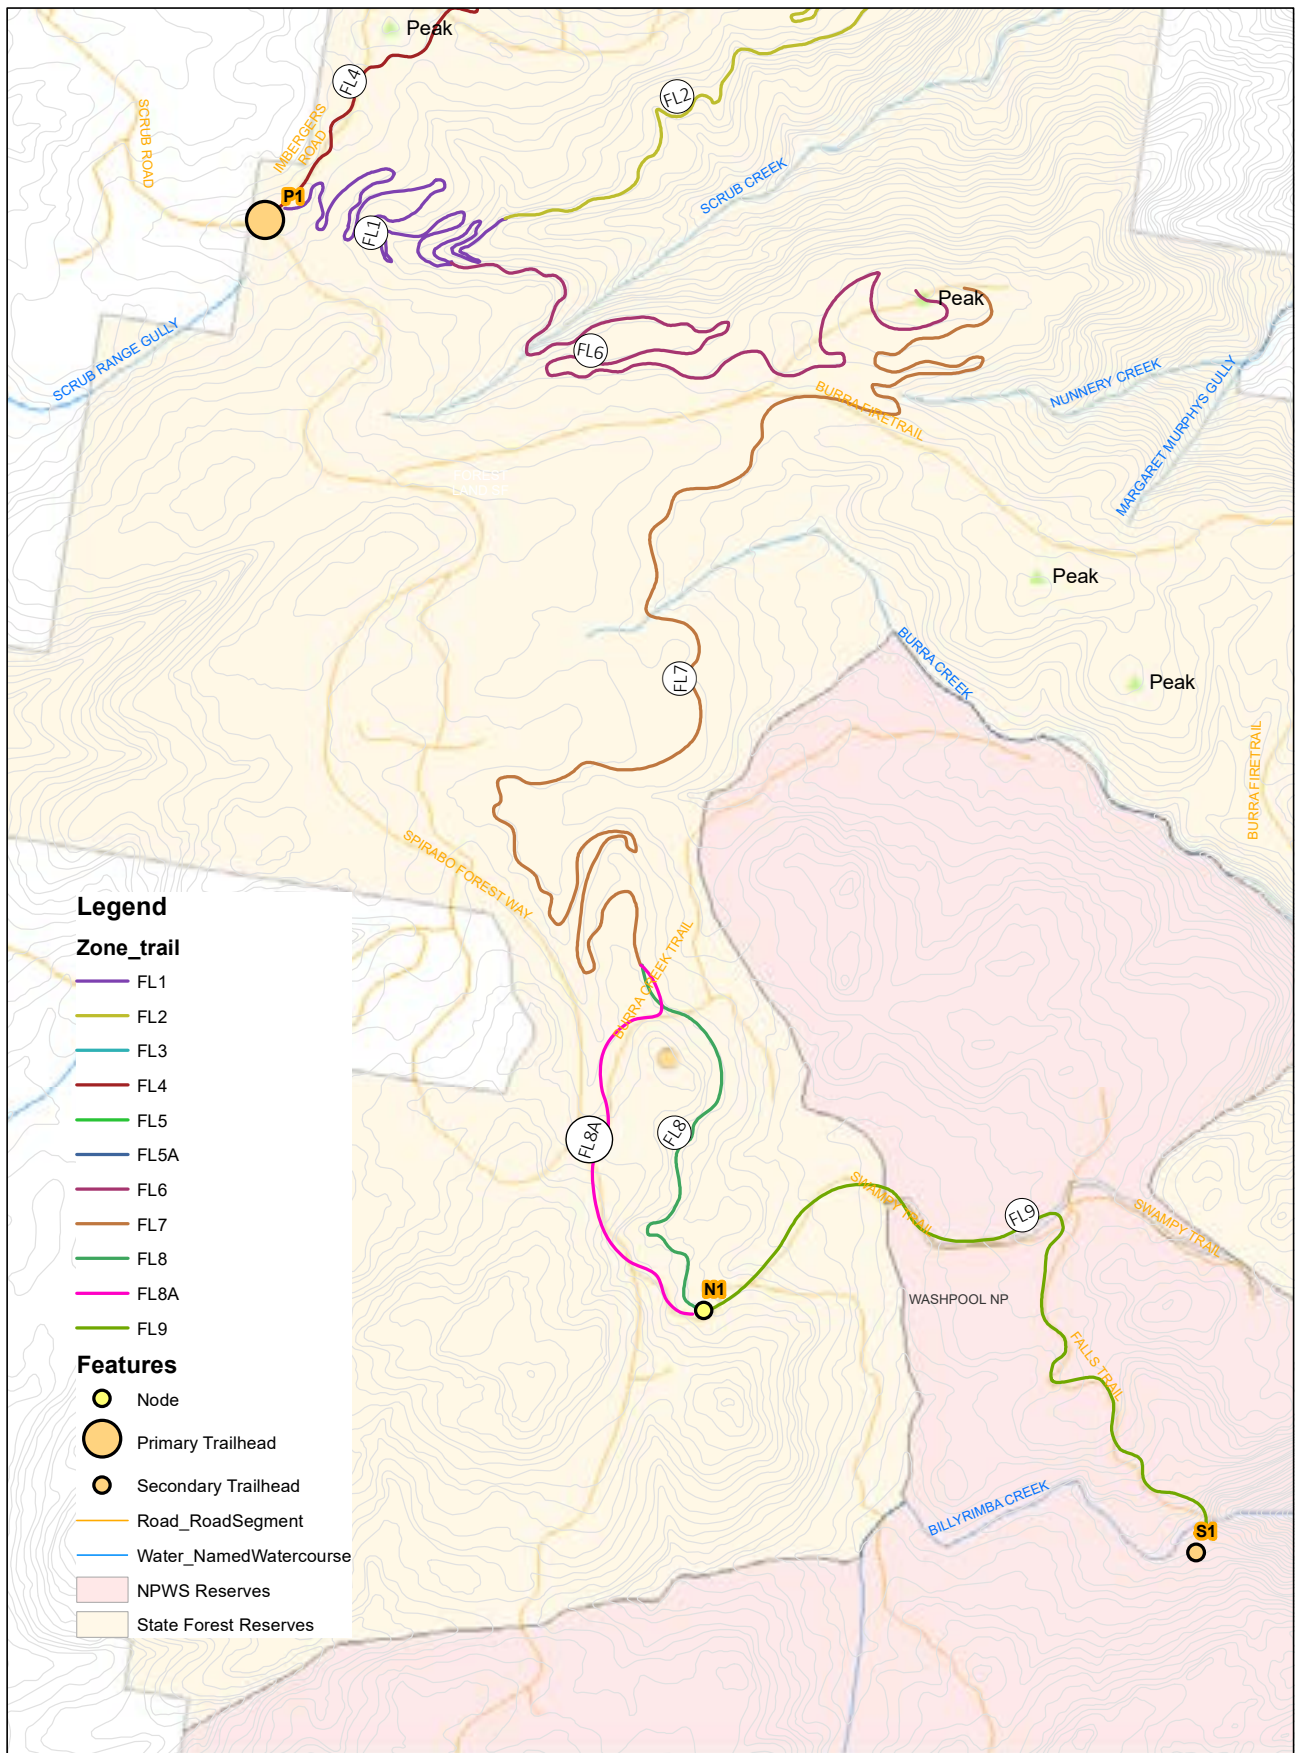 Peak
FL4
FL2
SCRUB ROAD
IMBERGERS
ROAD
SCRUB CREEK
P1
FL1
Peak
SCRUB RANGE GULLY
FL6
NUNNERY CREEK
BURRA FIRETRAIL
MARGARET MURPHYS GULLY
Peak
BURRA CREEK
FL7
Peak
BURRA FIRETRAIL
SPIRABO FOREST WAY
BURRA CREEK TRAIL
FL8A
FL8
SWAMPY TRAIL
FL9
SWAMPY TRAIL
N1
WASHPOOL NP
FALLS TRAIL
BILLYRIMBA CREEK
S1
Legend
Zone_trail
FL1
FL2
FL3
FL4
FL5
FL5A
FL6
FL7
FL8
FL8A
FL9
Features
Node
Primary Trailhead
Secondary Trailhead
Road_RoadSegment
Water_NamedWatercourse
NPWS Reserves
State Forest Reserves